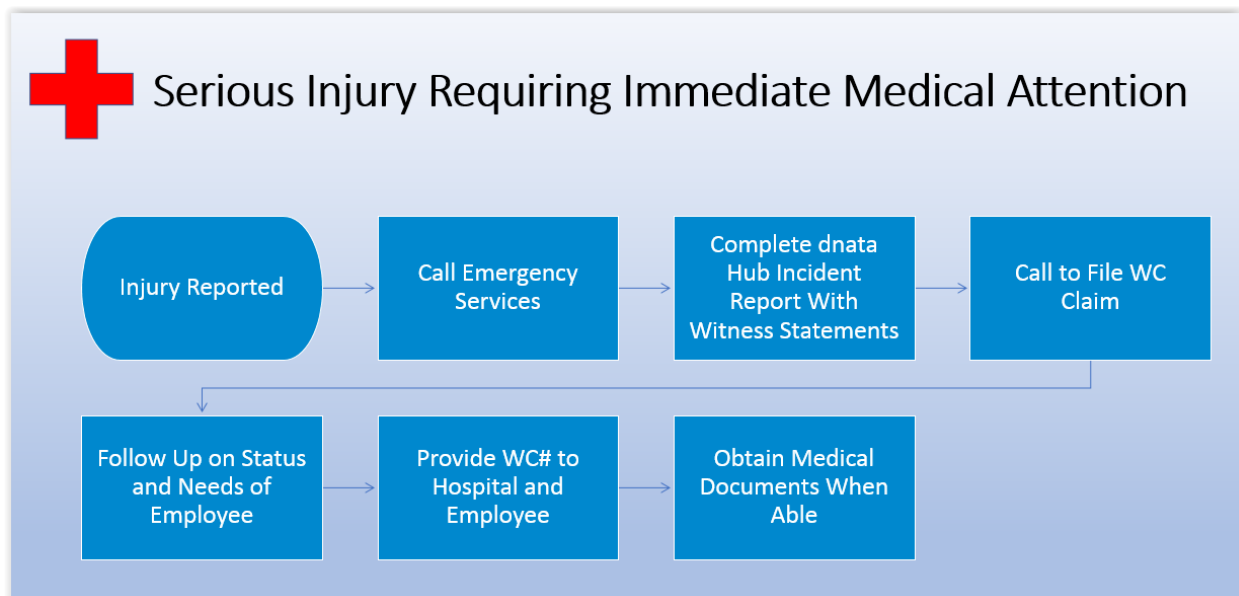 Serious Injury Requiring Immediate Medical Attention
Injury Reported
Call Emergency
Services
Complete dnata
Hub Incident
Report With
Witness Statements
Call to File WC
Claim
Follow Up on Status
and Needs of
Employee
Provide WC# to
Hospital and
Employee
Obtain Medical
Documents When
Able